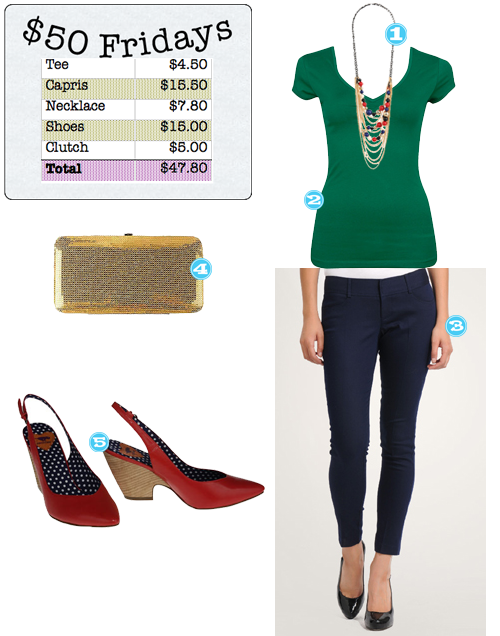 $50 Fridays
Tee $4.50
Capris $15.50
Necklace $7.80
Shoes $15.00
Clutch $5.00
Total $47.80
1
2
4
3
5